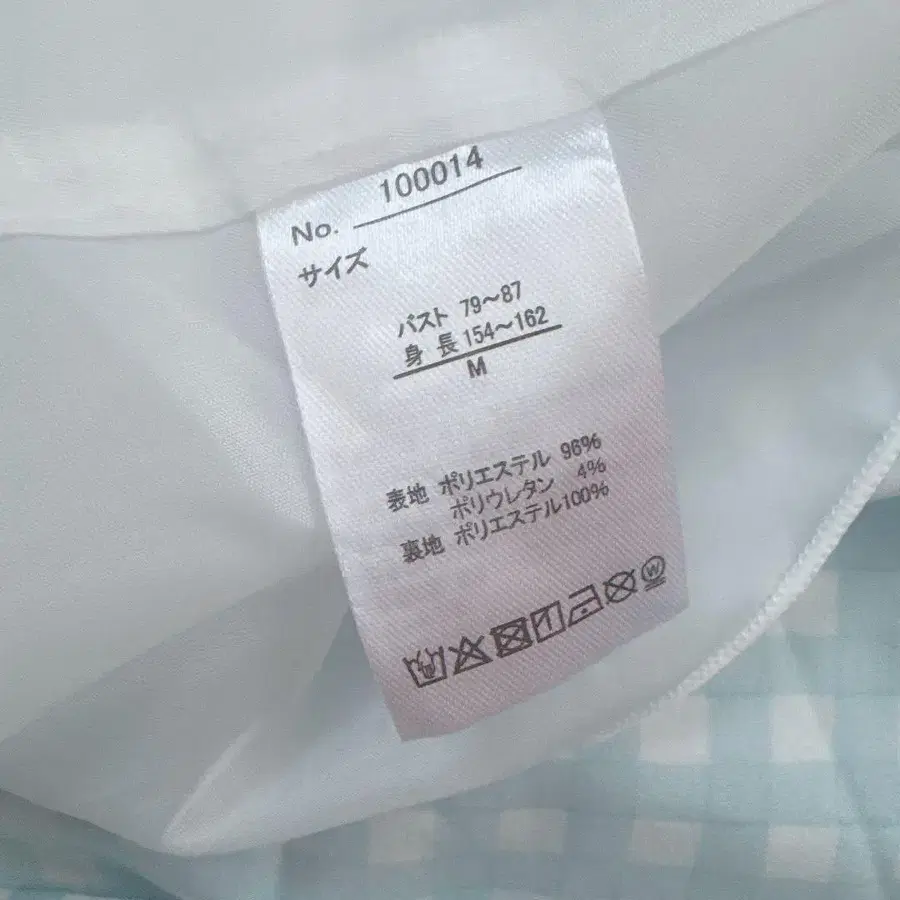 No. 100014
サイズ
バスト 79～87
身長 154～162
M
表地 ポリエステル 96%
ポリウレタン 4%
裏地 ポリエステル100%
W